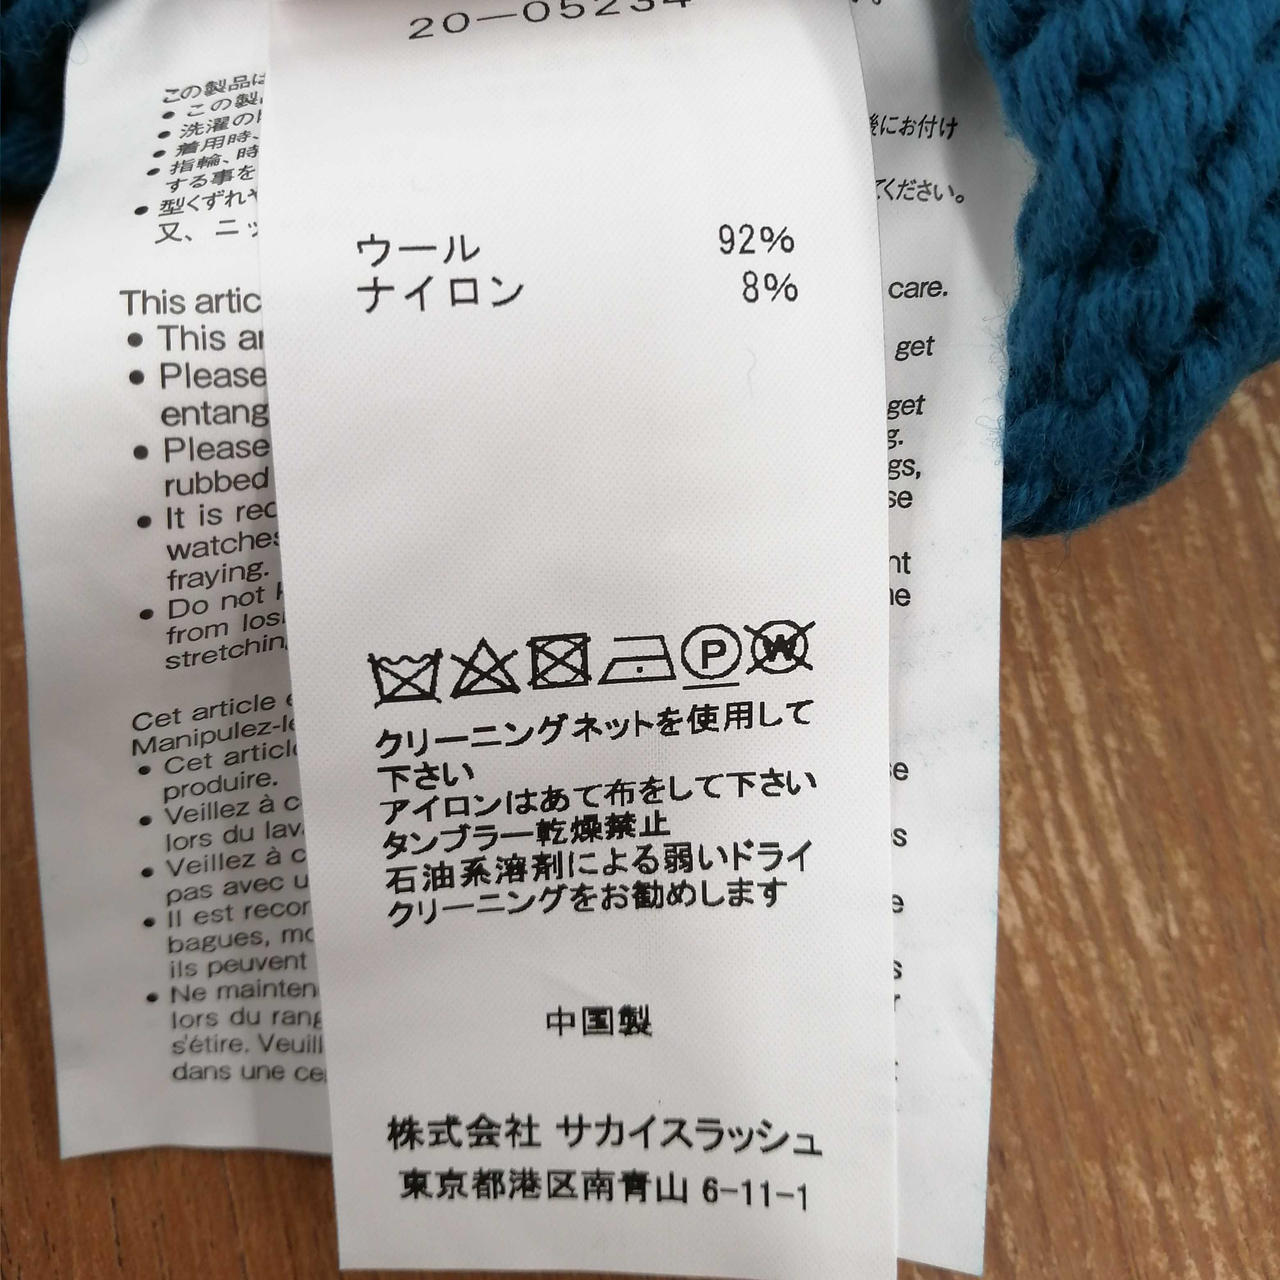 20-05234
ウール 92%
ナイロン 8%
P
W
クリーニングネットを使用して
下さい
アイロンはあて布をして下さい
タンブラー乾燥禁止
石油系溶剤による弱いドライ
クリーニングをお勧めします
中国製
株式会社 サカイスラッシュ
東京都港区南青山 6-11-1
この製品は
• この製
• 洗濯の
• 着用時、
• 指輪、時
する事を
• 型くずれや
又、ニッ
This artic
• This ar
• Please
entang
• Please
rubbed
• It is rec
watches
fraying.
• Do not
from los
stretchin
Cet article
Manipulez-le
• Cet article
produire.
• Veillez à c
lors du lav
• Veillez à c
pas avec u
• Il est recor
bagues, mo
ils peuvent
• Ne mainten
lors du rang
s'étire. Veuill
dans une ce
後にお付け
てください。
care.
get
get
g.
gs,
se
nt
ne
se
s
e
s
r